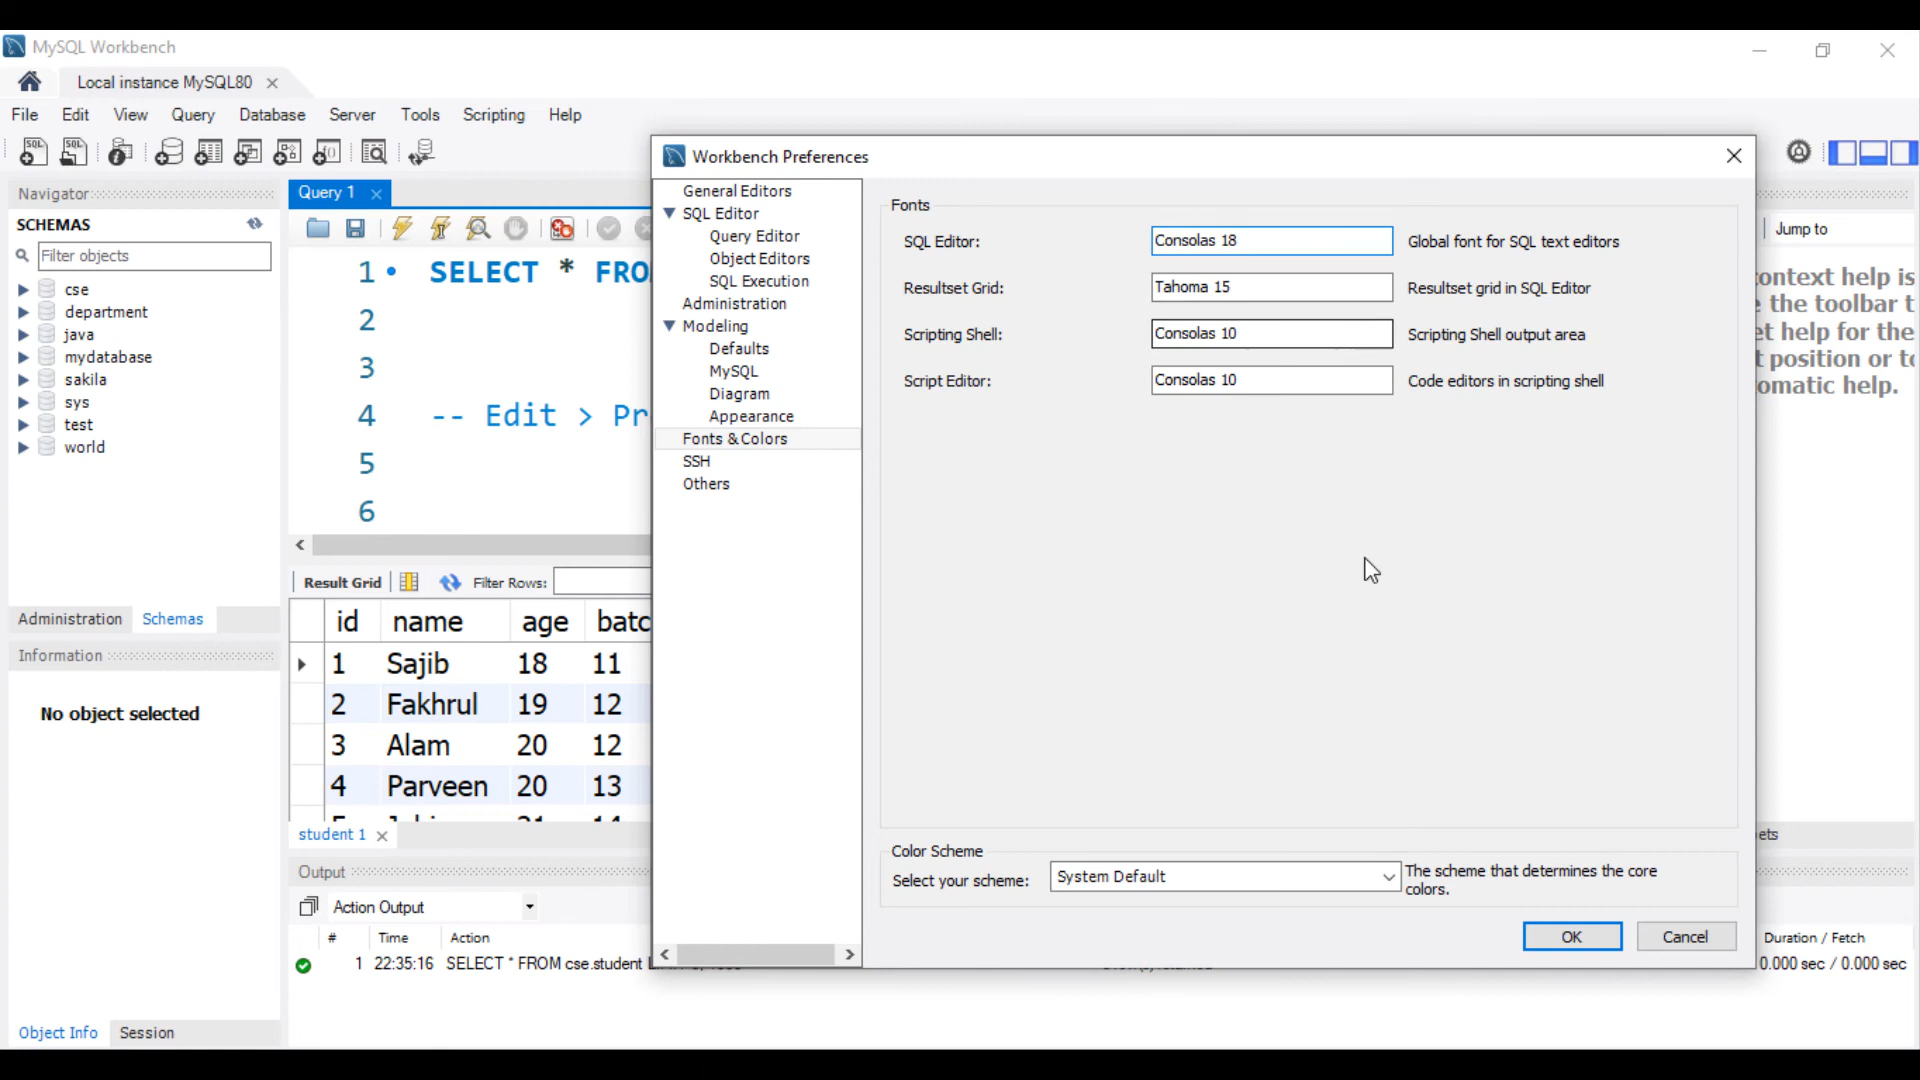 MySQL Workbench
Local instance MySQL80
File Edit View Query Database Server Tools Scripting Help
Navigator
SCHEMAS
Filter objects
cse
department
java
mydatabase
sakila
sys
test
world
Administration Schemas
Information
No object selected
Object Info Session
Query 1
1 SELECT * FRO
2
3
4 -- Edit > Pr
5
6
Result Grid Filter Rows:
id name age batc
1 Sajib 18 11
2 Fakhrul 19 12
3 Alam 20 12
4 Parveen 20 13
student 1
Output
Action Output
# Time Action
1 22:35:16 SELECT * FROM cse.student
Workbench Preferences
General Editors
SQL Editor
Query Editor
Object Editors
SQL Execution
Administration
Modeling
Defaults
MySQL
Diagram
Appearance
Fonts & Colors
SSH
Others
Fonts
SQL Editor: Consolas 18 Global font for SQL text editors
Resultset Grid: Tahoma 15 Resultset grid in SQL Editor
Scripting Shell: Consolas 10 Scripting Shell output area
Script Editor: Consolas 10 Code editors in scripting shell
Color Scheme
Select your scheme: System Default The scheme that determines the core
colors.
OK Cancel
Jump to
context help is
e the toolbar t
et help for the
t position or to
omatic help.
ets
Duration / Fetch
0.000 sec / 0.000 sec